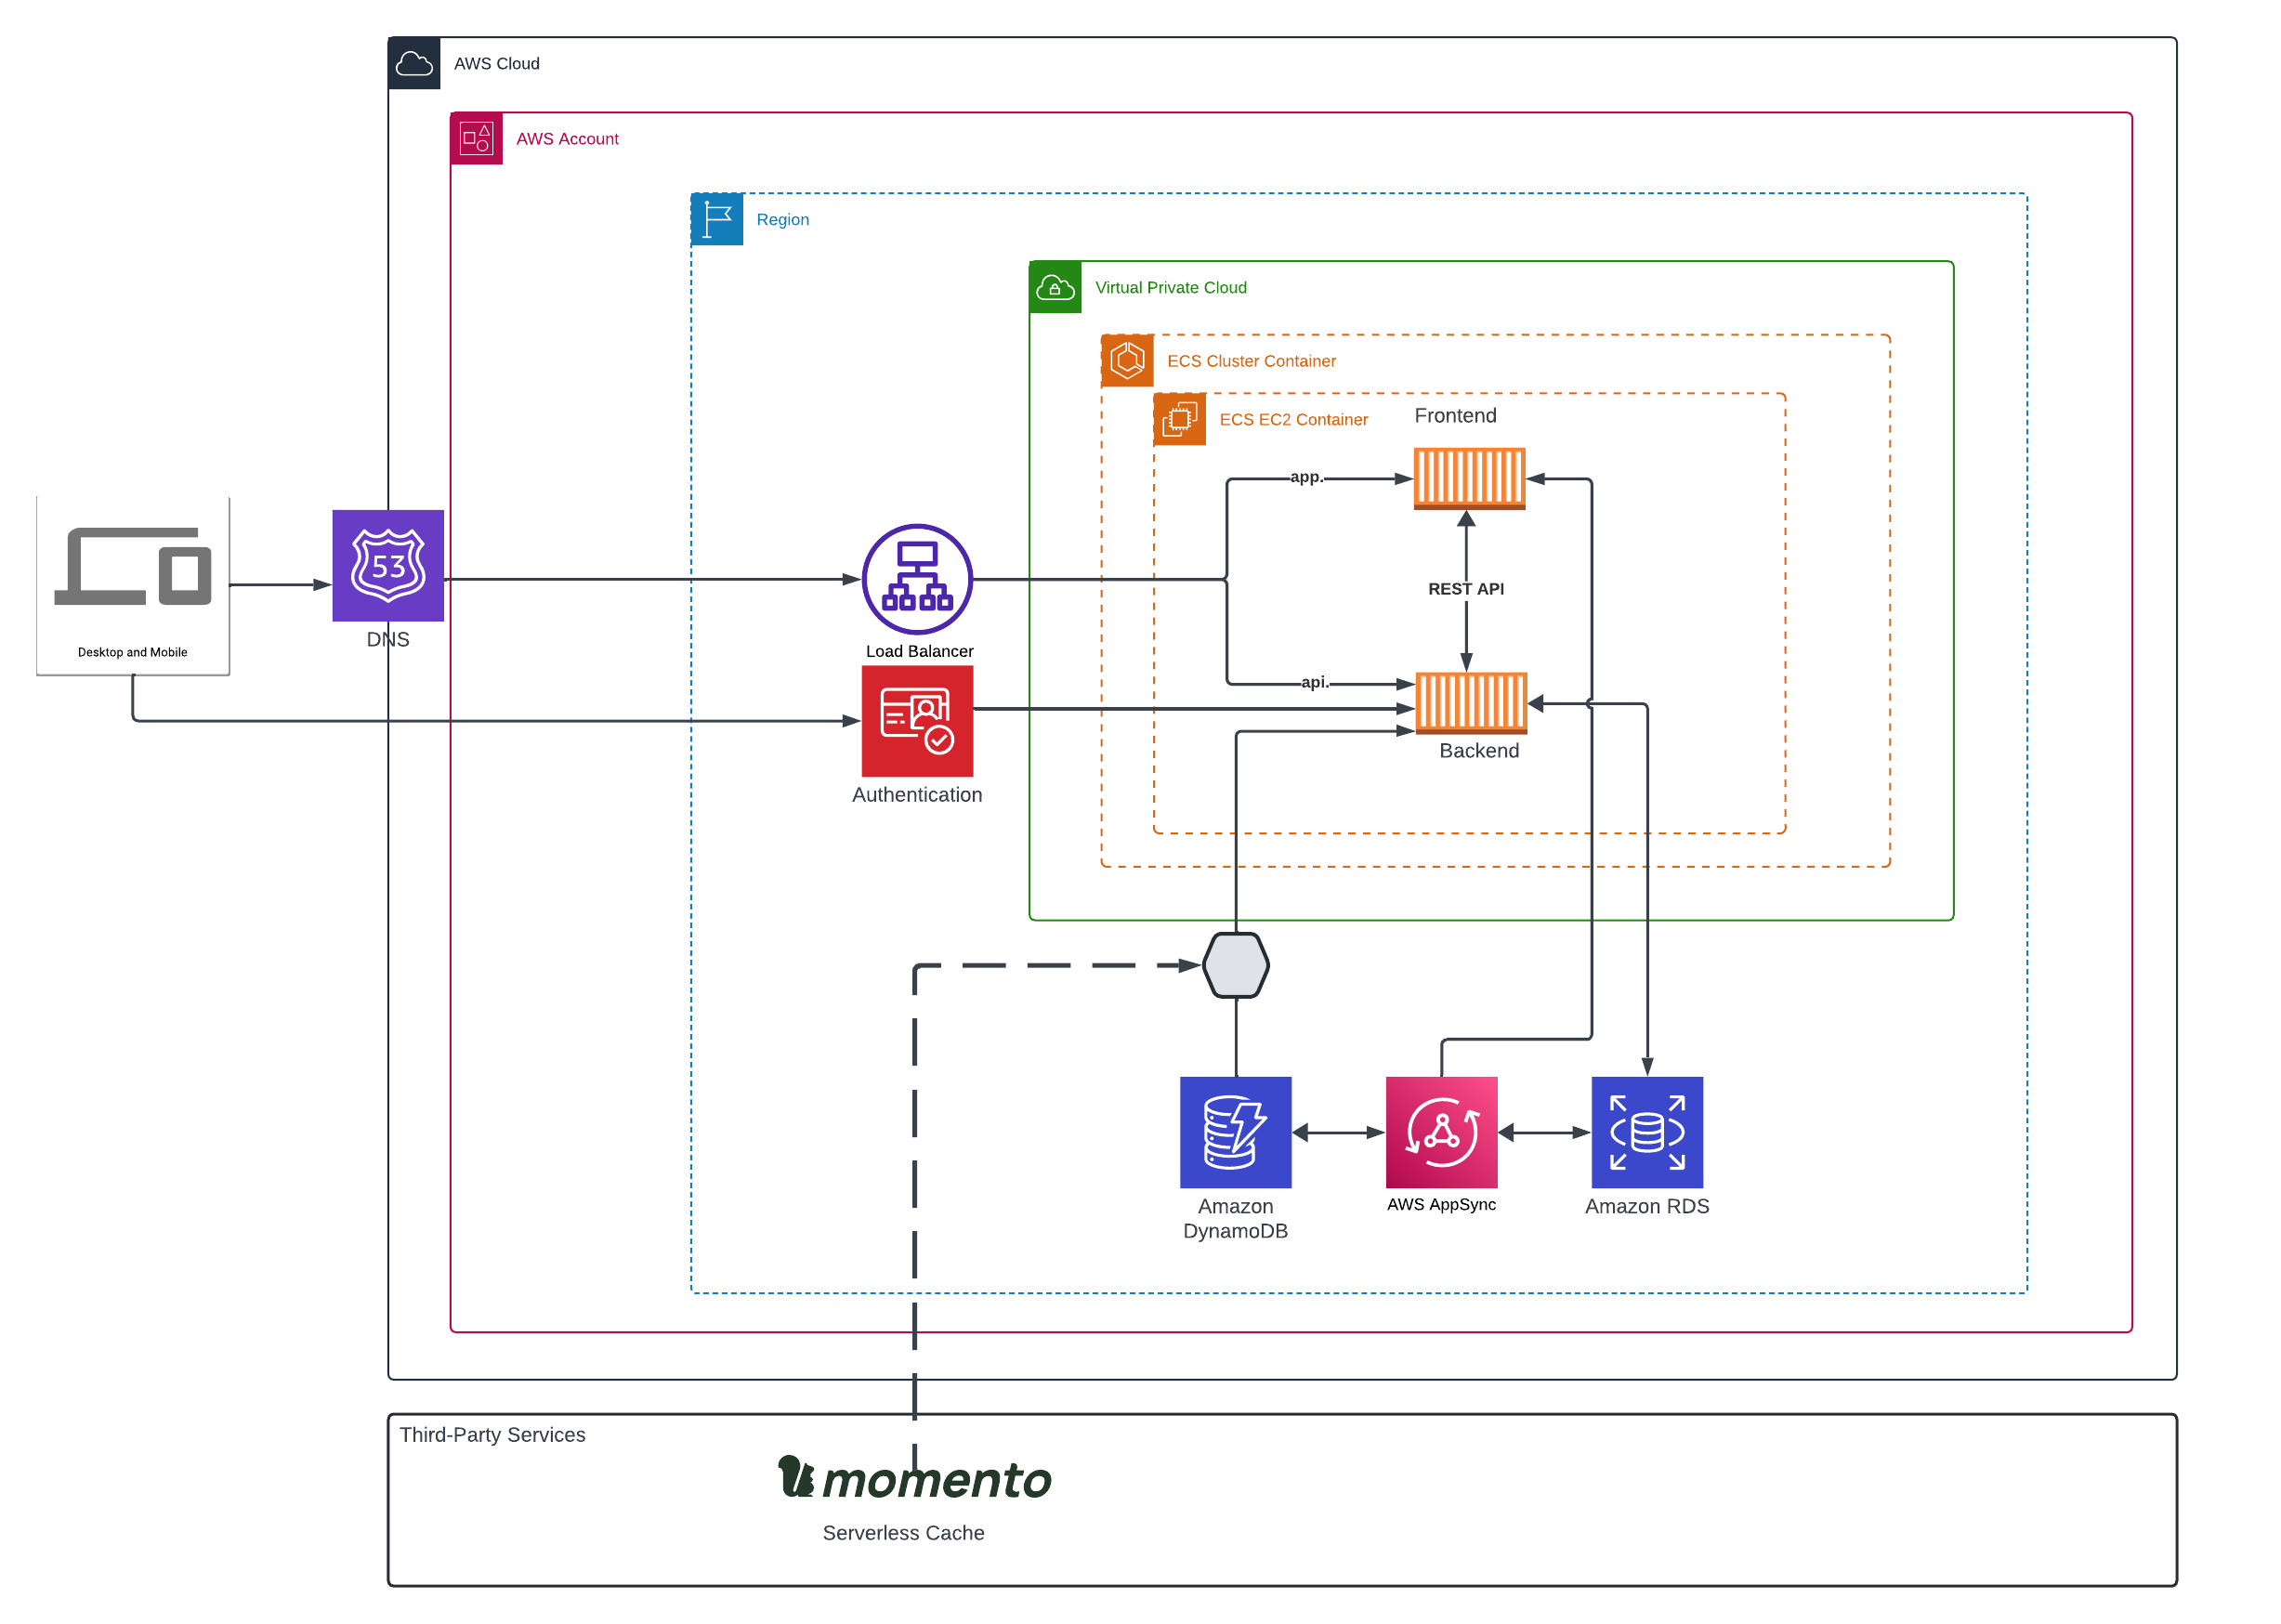 AWS Cloud
AWS Account
Region
Virtual Private Cloud
ECS Cluster Container
ECS EC2 Container
Frontend
app.
53
DNS
Desktop and Mobile
Load Balancer
REST API
api.
Backend
Authentication
Amazon
DynamoDB
AWS AppSync
Amazon RDS
Third-Party Services
momento
Serverless Cache